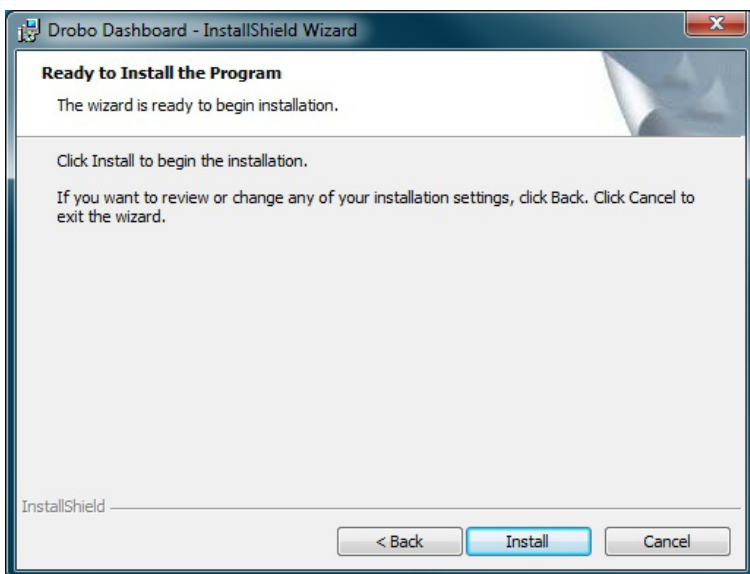 Drobo Dashboard - InstallShield Wizard
Ready to Install the Program
The wizard is ready to begin installation.
Click Install to begin the installation.
If you want to review or change any of your installation settings, click Back. Click Cancel to
exit the wizard.
InstallShield
< Back Install Cancel